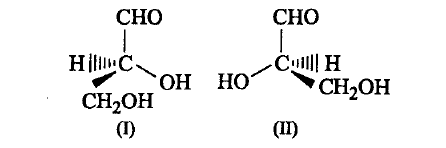 CHO CHO
H C OH HO C H
CH₂OH CH₂OH
(I) (II)